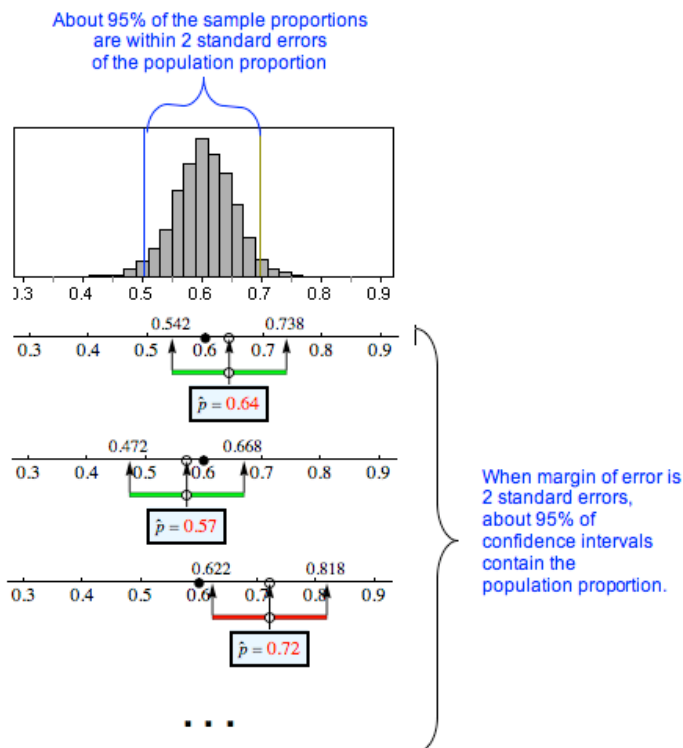 About 95% of the sample proportions
are within 2 standard errors
of the population proportion
0.3 0.4 0.5 0.6 0.7 0.8 0.9
0.542 0.738
0.3 0.4 0.5 0.6 0.7 0.8 0.9
p̂ = 0.64
0.472 0.668
0.3 0.4 0.5 0.6 0.7 0.8 0.9
p̂ = 0.57
0.622 0.818
0.3 0.4 0.5 0.6 0.7 0.8 0.9
p̂ = 0.72
. . .
When margin of error is
2 standard errors,
about 95% of
confidence intervals
contain the
population proportion.